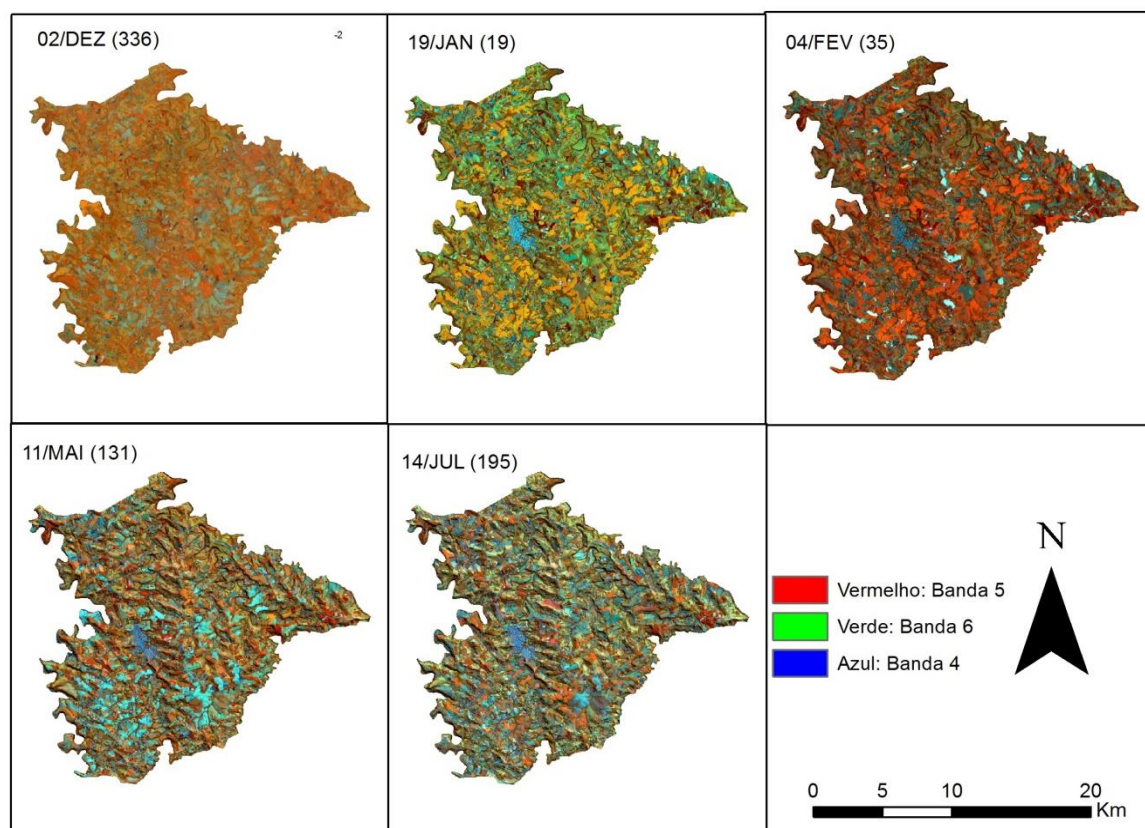 02/DEZ (336)
-2
19/JAN (19)
04/FEV (35)
11/MAI (131)
14/JUL (195)
N
Vermelho: Banda 5
Verde: Banda 6
Azul: Banda 4
0 5 10 20
Km